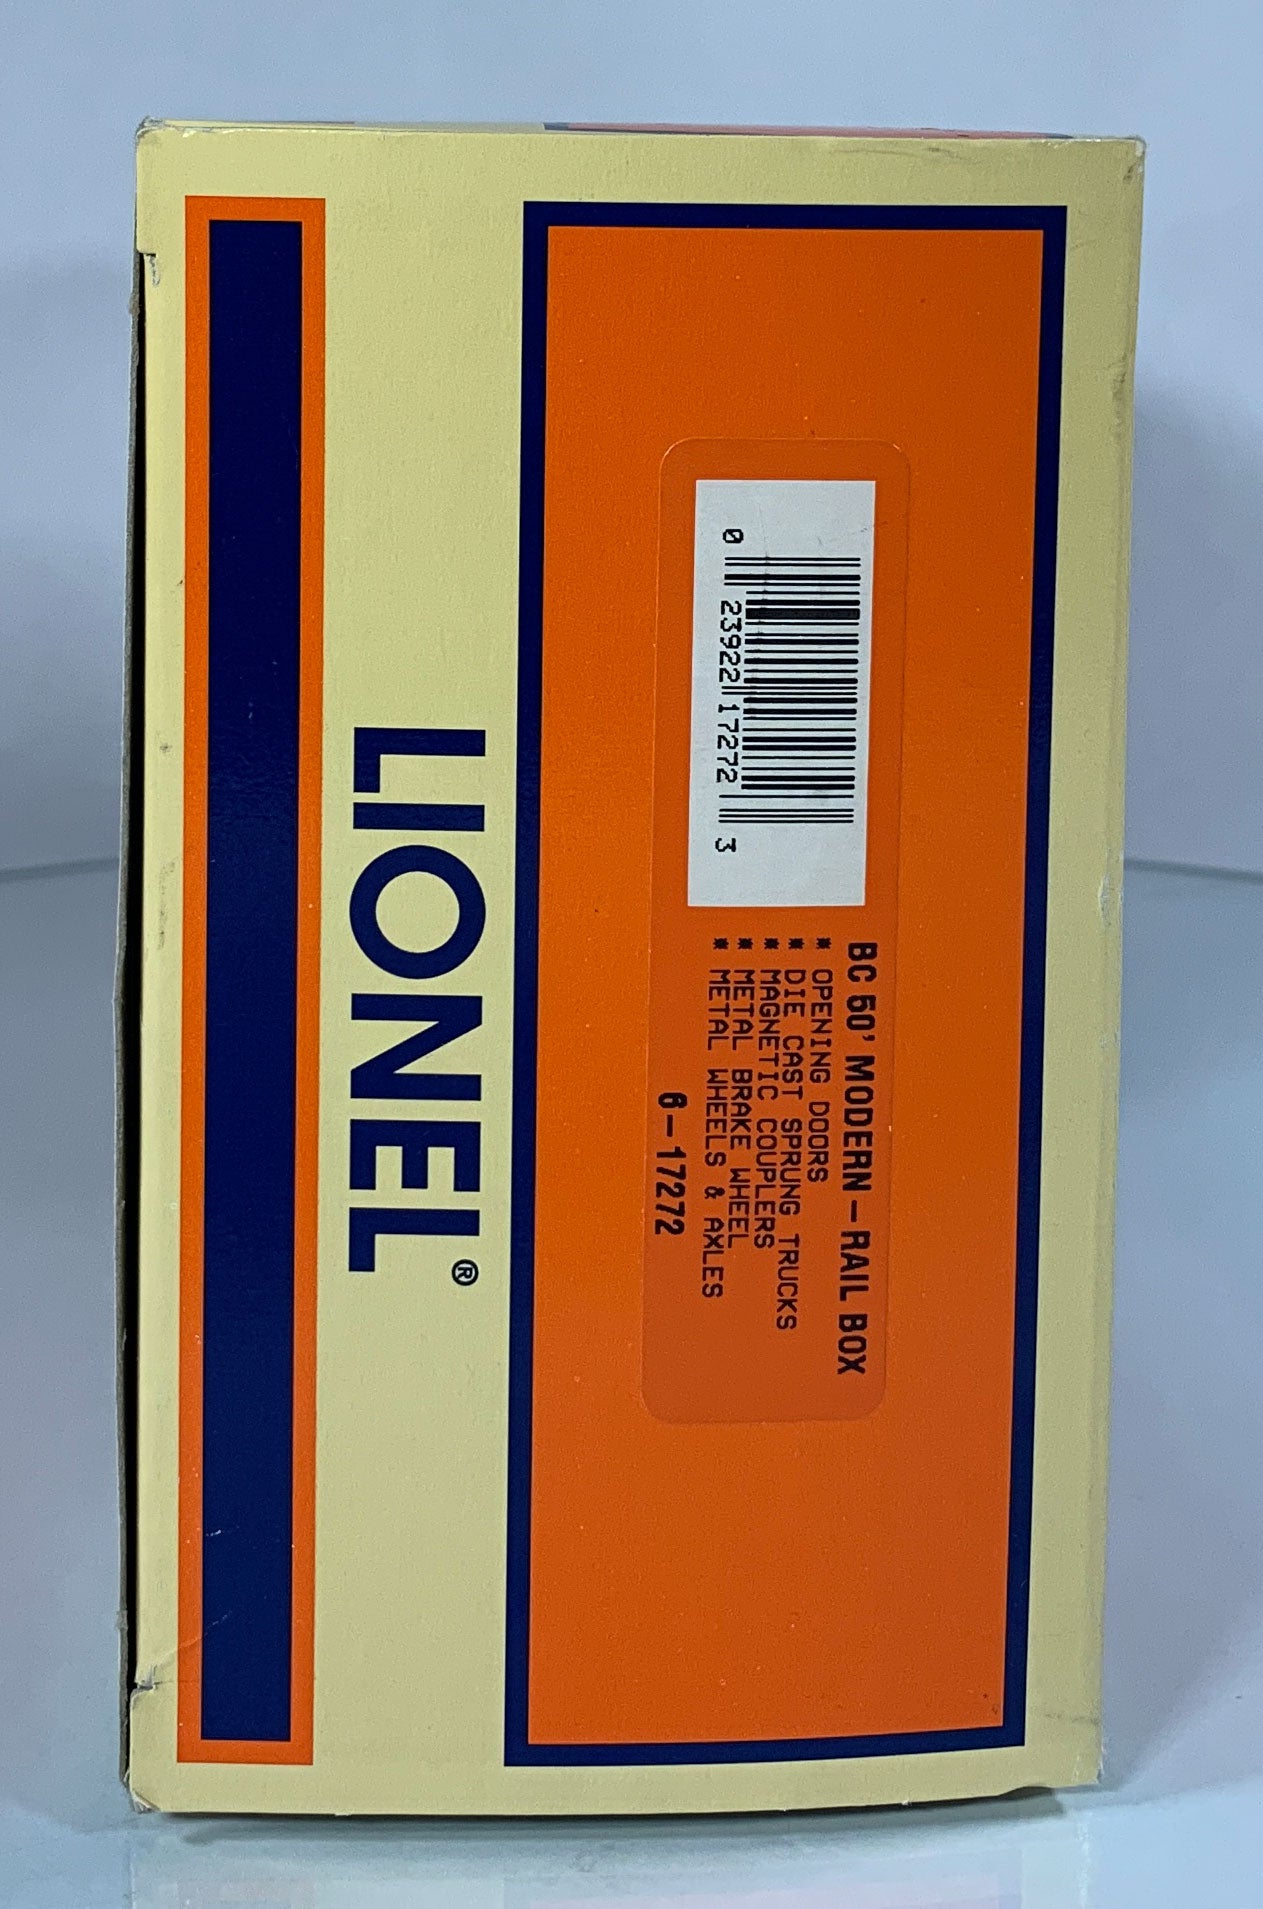 0 23922 17272 3
BC 50' MODERN-RAIL BOX
* OPENING DOORS
* DIE CAST SPRUNG TRUCKS
* MAGNETIC COUPLERS
* METAL BRAKE WHEEL
* METAL WHEELS & AXLES
6-17272
LIONEL®